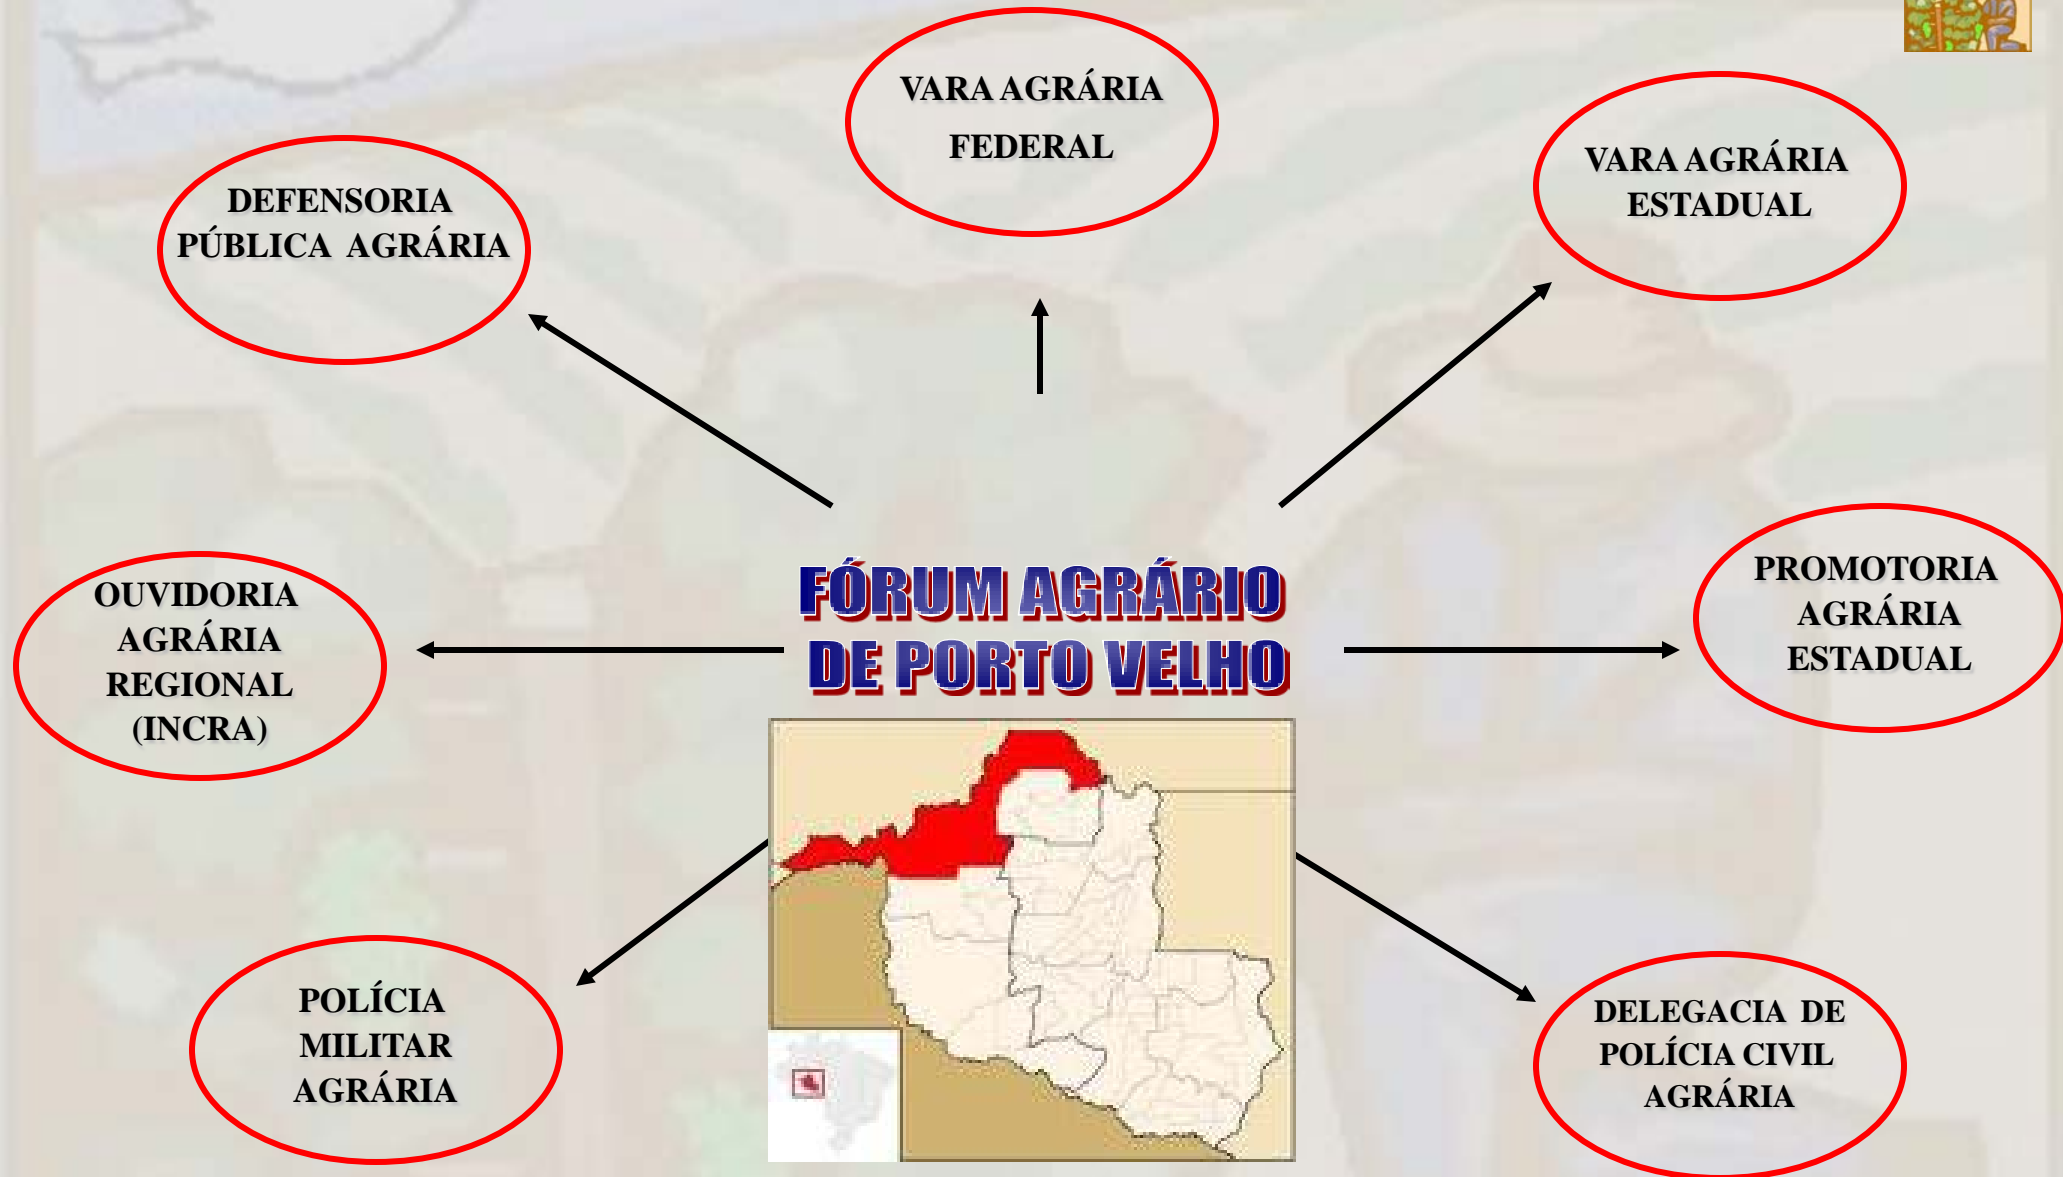 VARA AGRÁRIA
FEDERAL
VARA AGRÁRIA
ESTADUAL
DEFENSORIA
PÚBLICA AGRÁRIA
OUVIDORIA
AGRÁRIA
REGIONAL
(INCRA)
FÓRUM AGRÁRIO
DE PORTO VELHO
PROMOTORIA
AGRÁRIA
ESTADUAL
POLÍCIA
MILITAR
AGRÁRIA
DELEGACIA DE
POLÍCIA CIVIL
AGRÁRIA